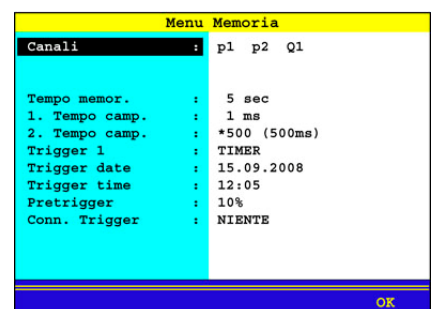 Menu Memoria
Canali : p1 p2 Q1
Tempo memor. : 5 sec
1. Tempo camp. : 1 ms
2. Tempo camp. : *500 (500ms)
Trigger 1 : TIMER
Trigger date : 15.09.2008
Trigger time : 12:05
Pretrigger : 10%
Conn. Trigger : NIENTE
OK